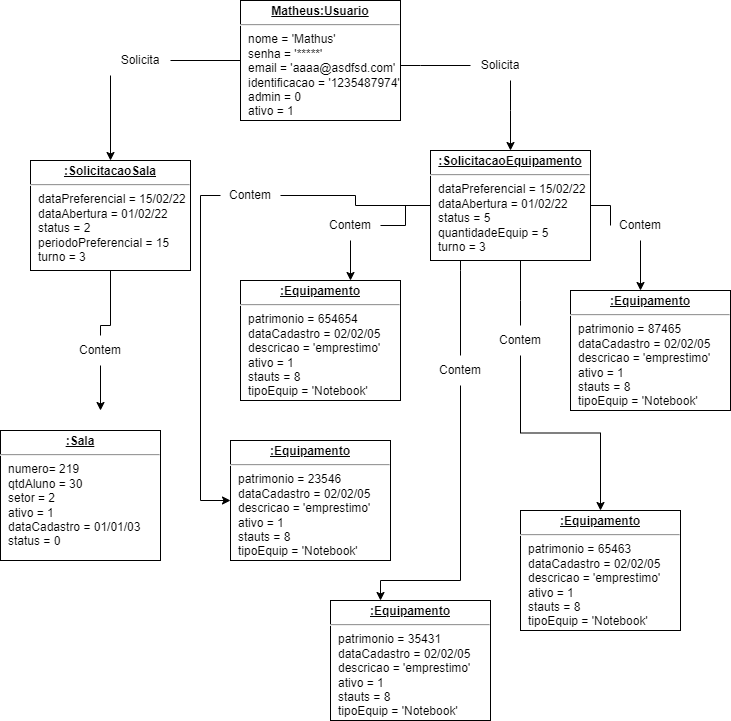 Matheus:Usuario
nome = 'Mathus'
senha = '*****'
email = 'aaaa@asdfsd.com'
identificacao = '1235487974'
admin = 0
ativo = 1
Solicita
Solicita
:SolicitacaoSala
dataPreferencial = 15/02/22
dataAbertura = 01/02/22
status = 2
periodoPreferencial = 15
turno = 3
:SolicitacaoEquipamento
dataPreferencial = 15/02/22
dataAbertura = 01/02/22
status = 5
quantidadeEquip = 5
turno = 3
Contem
Contem
Contem
:Equipamento
patrimonio = 654654
dataCadastro = 02/02/05
descricao = 'emprestimo'
ativo = 1
stauts = 8
tipoEquip = 'Notebook'
:Equipamento
patrimonio = 87465
dataCadastro = 02/02/05
descricao = 'emprestimo'
ativo = 1
stauts = 8
tipoEquip = 'Notebook'
Contem
Contem
Contem
:Sala
numero= 219
qtdAluno = 30
setor = 2
ativo = 1
dataCadastro = 01/01/03
status = 0
:Equipamento
patrimonio = 23546
dataCadastro = 02/02/05
descricao = 'emprestimo'
ativo = 1
stauts = 8
tipoEquip = 'Notebook'
:Equipamento
patrimonio = 65463
dataCadastro = 02/02/05
descricao = 'emprestimo'
ativo = 1
stauts = 8
tipoEquip = 'Notebook'
:Equipamento
patrimonio = 35431
dataCadastro = 02/02/05
descricao = 'emprestimo'
ativo = 1
stauts = 8
tipoEquip = 'Notebook'